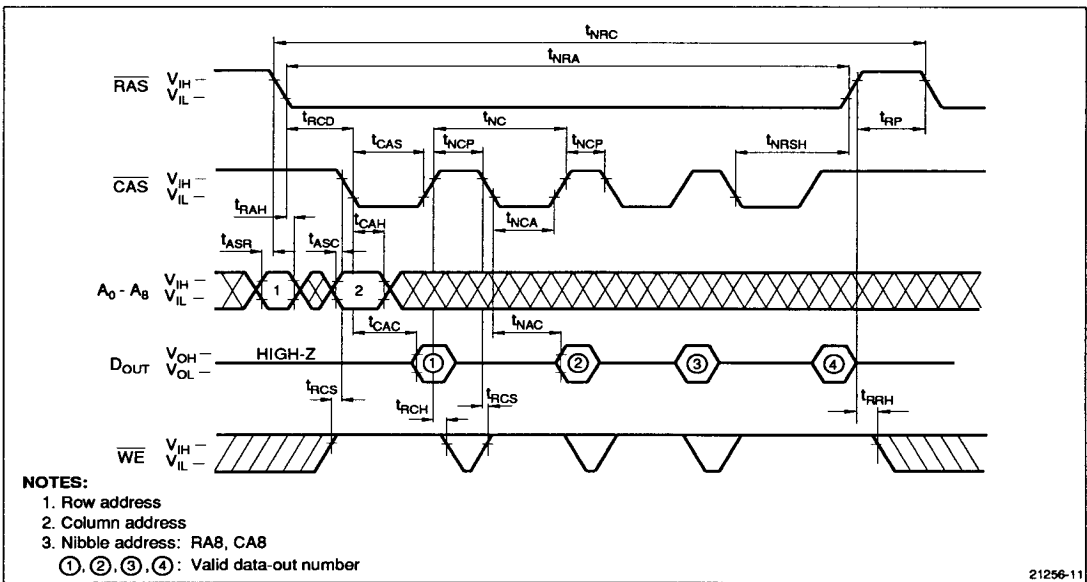 tNRC
tNRA
RAS VIH
VIL
tRCD
tCAS
tNCP
tNC
tNCP
tNRSH
tRP
CAS VIH
VIL
tRAH
tCAH
tNCA
tASR
tASC
A0 - A8 VIH
VIL
1
2
tCAC
tNAC
DOUT VOH
VOL
HIGH-Z
①
②
③
④
tRCS
tRCH
tRCS
tRRH
WE VIH
VIL
NOTES:
1. Row address
2. Column address
3. Nibble address: RA8, CA8
①, ②, ③, ④: Valid data-out number
21256-11